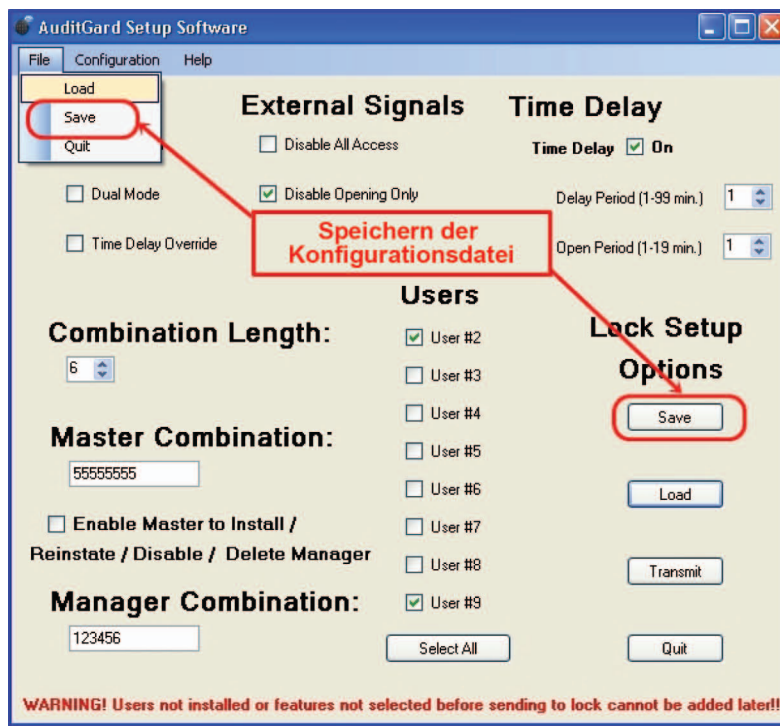 AuditGard Setup Software
File Configuration Help
Load
Save
Quit
External Signals
Disable All Access
Disable Opening Only
Time Delay
Time Delay On
Delay Period (1-99 min.) 1
Open Period (1-19 min.) 1
Dual Mode
Time Delay Override
Speichern der
Konfigurationsdatei
Combination Length:
6
Master Combination:
55555555
Enable Master to Install /
Reinstate / Disable / Delete Manager
Manager Combination:
123456
Users
User #2
User #3
User #4
User #5
User #6
User #7
User #8
User #9
Select All
Lock Setup
Options
Save
Load
Transmit
Quit
WARNING! Users not installed or features not selected before sending to lock cannot be added later!!